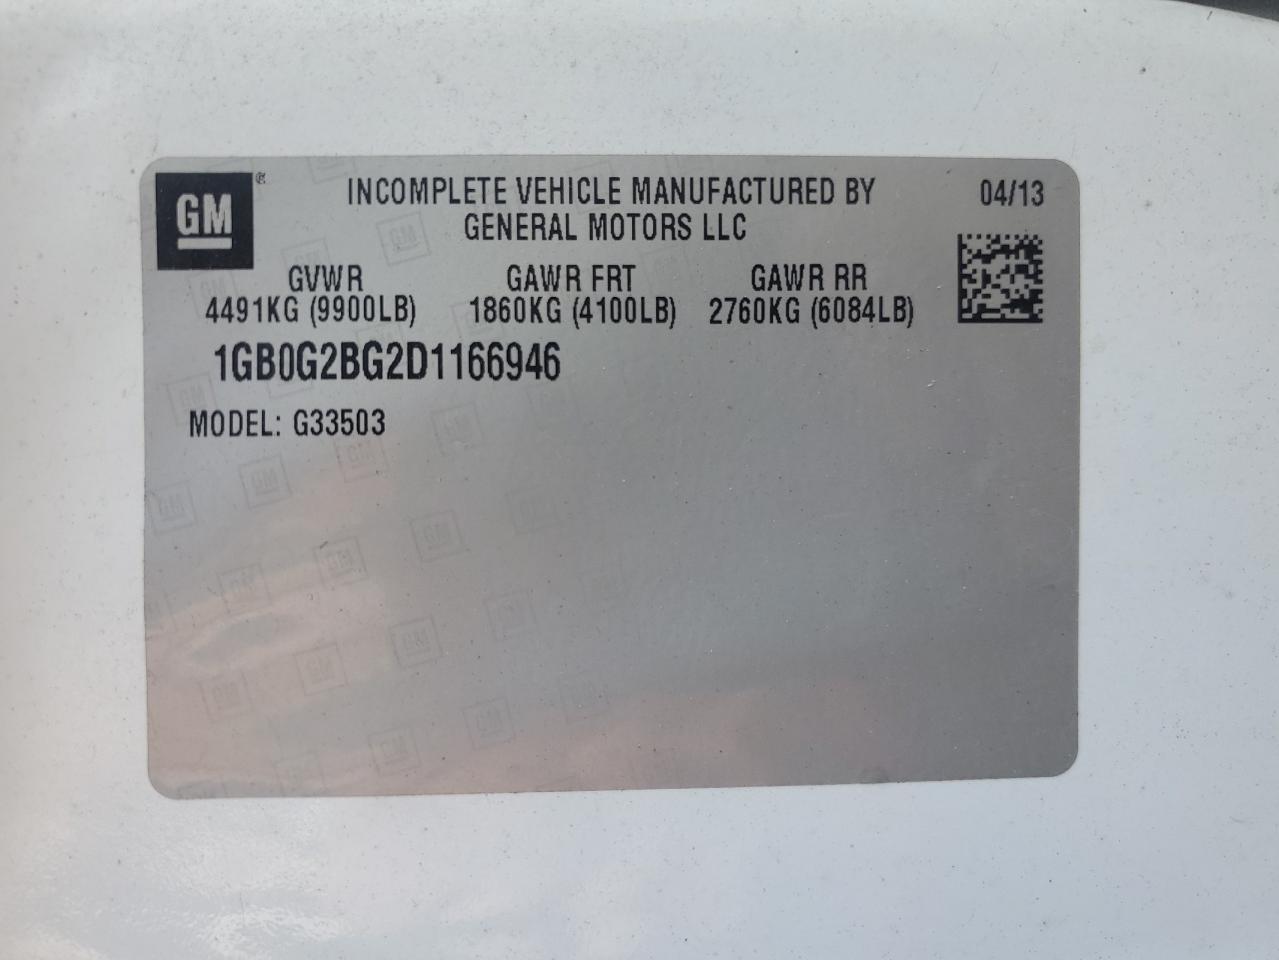 GM
INCOMPLETE VEHICLE MANUFACTURED BY
GENERAL MOTORS LLC
04/13
GVWR GAWR FRT GAWR RR
4491KG (9900LB) 1860KG (4100LB) 2760KG (6084LB)
1GB0G2BG2D1166946
MODEL: G33503